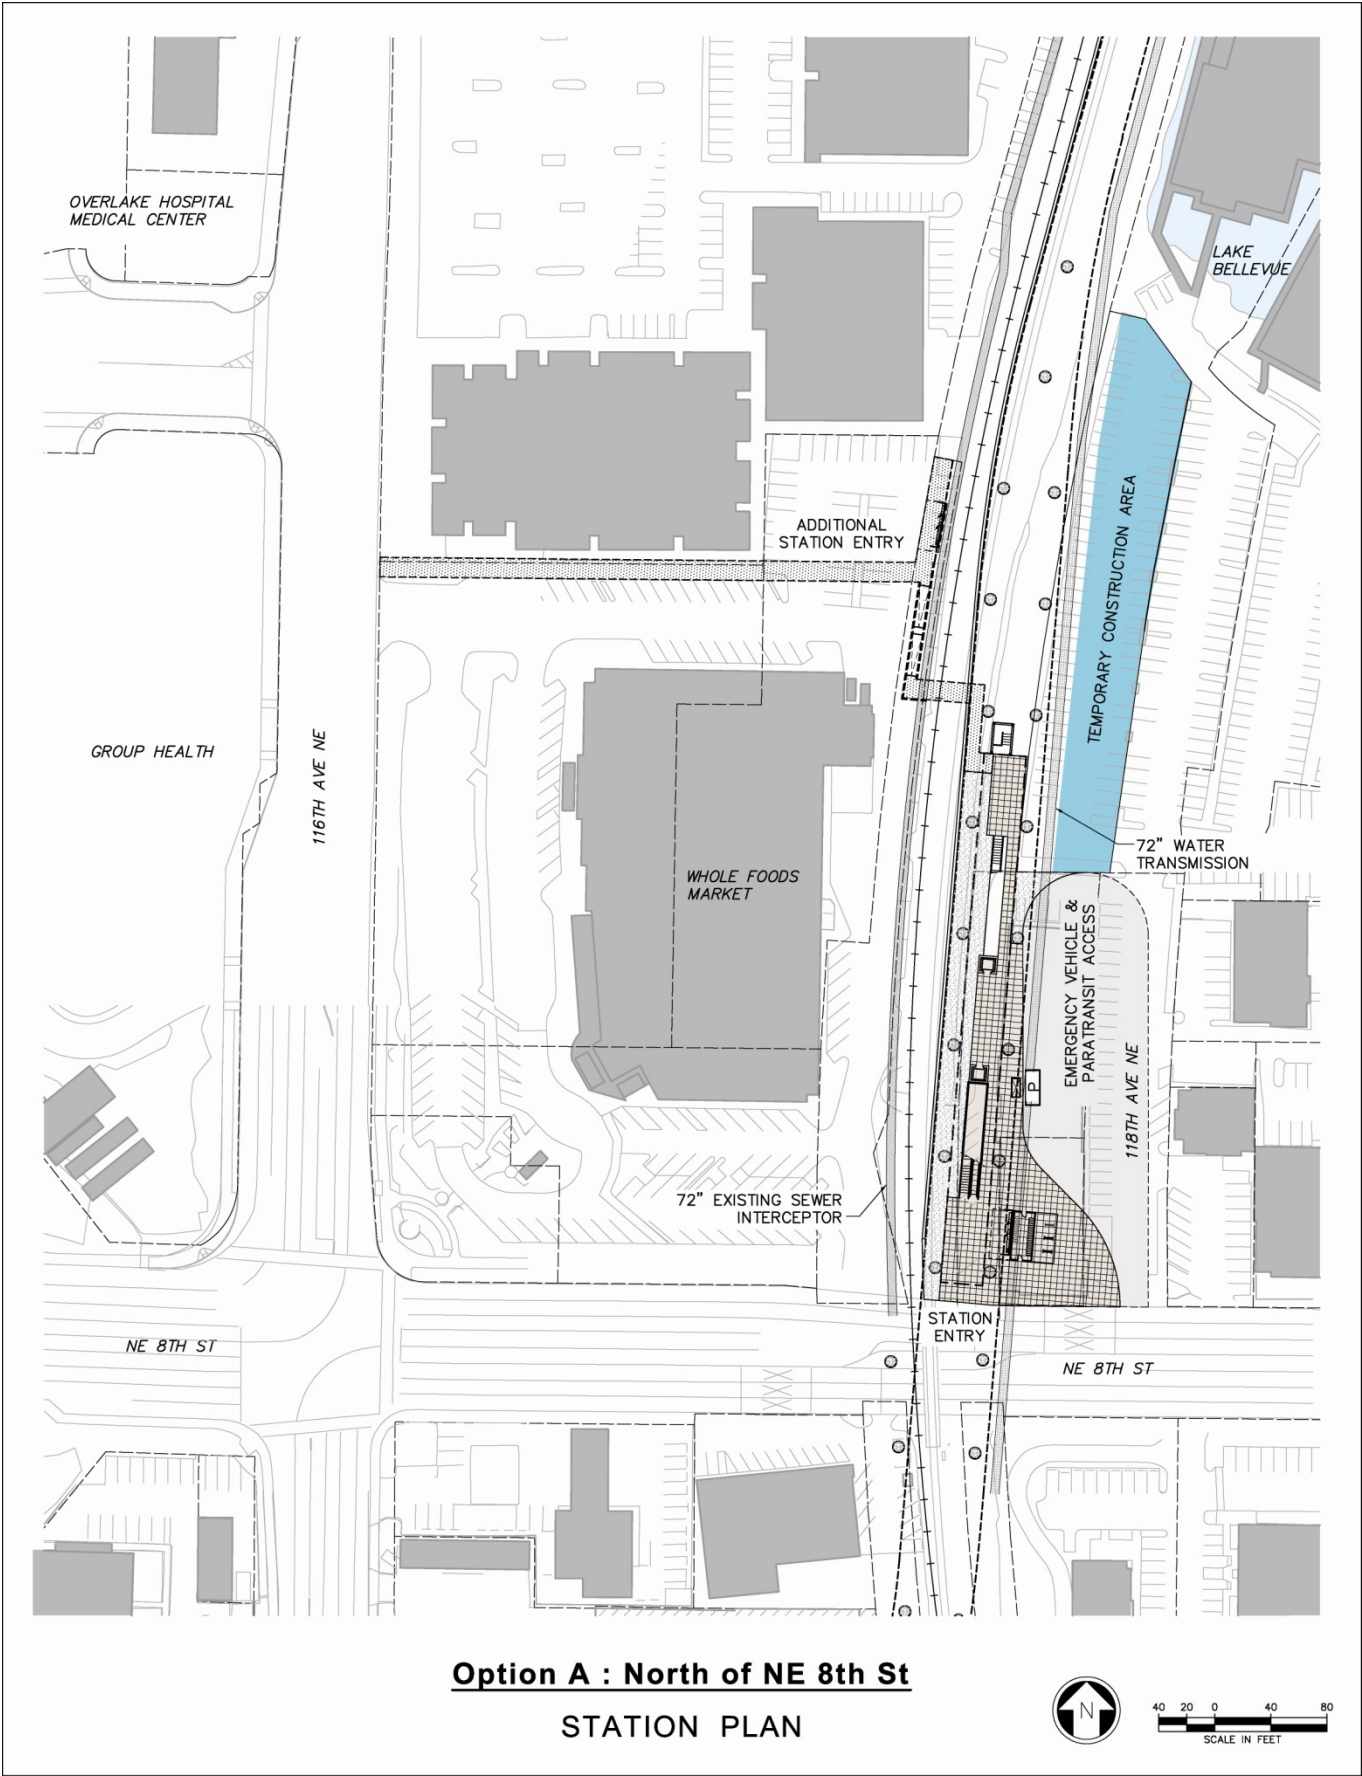 OVERLAKE HOSPITAL
MEDICAL CENTER
LAKE
BELLEVUE
ADDITIONAL
STATION ENTRY
TEMPORARY CONSTRUCTION AREA
GROUP HEALTH
116TH AVE NE
72" WATER
TRANSMISSION
WHOLE FOODS
MARKET
EMERGENCY VEHICLE &
PARATRANSIT ACCESS
P
118TH AVE NE
72" EXISTING SEWER
INTERCEPTOR
STATION
ENTRY
NE 8TH ST
NE 8TH ST
Option A : North of NE 8th St
STATION PLAN
N
40 20 0 40 80
SCALE IN FEET